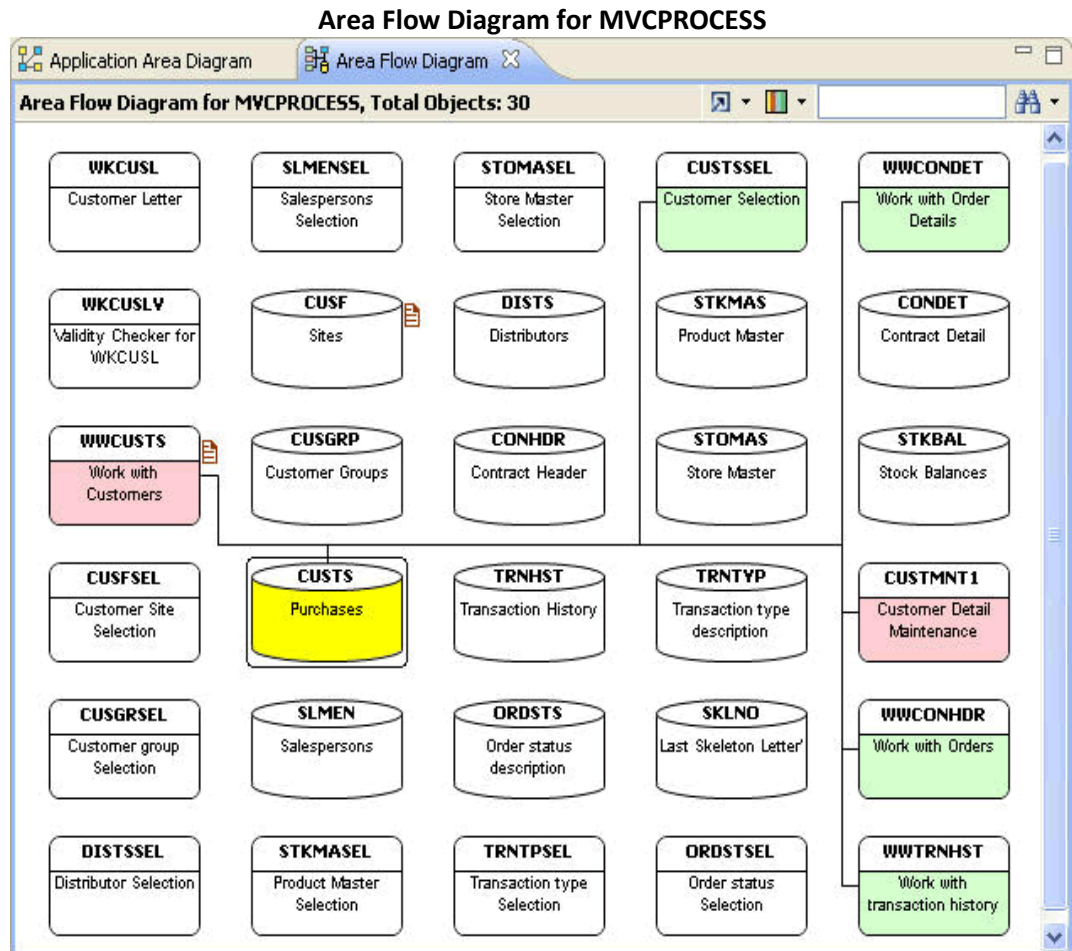 Area Flow Diagram for MVCPROCESS
Application Area Diagram
Area Flow Diagram
Area Flow Diagram for MVCPROCESS, Total Objects: 30
WKCUSL
Customer Letter
SLMENSEL
Salespersons
Selection
STOMASEL
Store Master
Selection
CUSTSSEL
Customer Selection
WWCONDET
Work with Order
Details
WKCUSLV
Validity Checker for
WKCUSL
CUSF
Sites
DISTS
Distributors
STKMAS
Product Master
CONDET
Contract Detail
WWCUSTS
Work with
Customers
CUSGRP
Customer Groups
CONHDR
Contract Header
STOMAS
Store Master
STKBAL
Stock Balances
CUSFSEL
Customer Site
Selection
CUSTS
Purchases
TRNHST
Transaction History
TRNTYP
Transaction type
description
CUSTMNT1
Customer Detail
Maintenance
CUSGRSEL
Customer group
Selection
SLMEN
Salespersons
ORDSTS
Order status
description
SKLNO
Last Skeleton Letter'
WWCONHDR
Work with Orders
DISTSSEL
Distributor Selection
STKMASEL
Product Master
Selection
TRNTPSEL
Transaction type
Selection
ORDSTSEL
Order status
Selection
WWTRNHST
Work with
transaction history